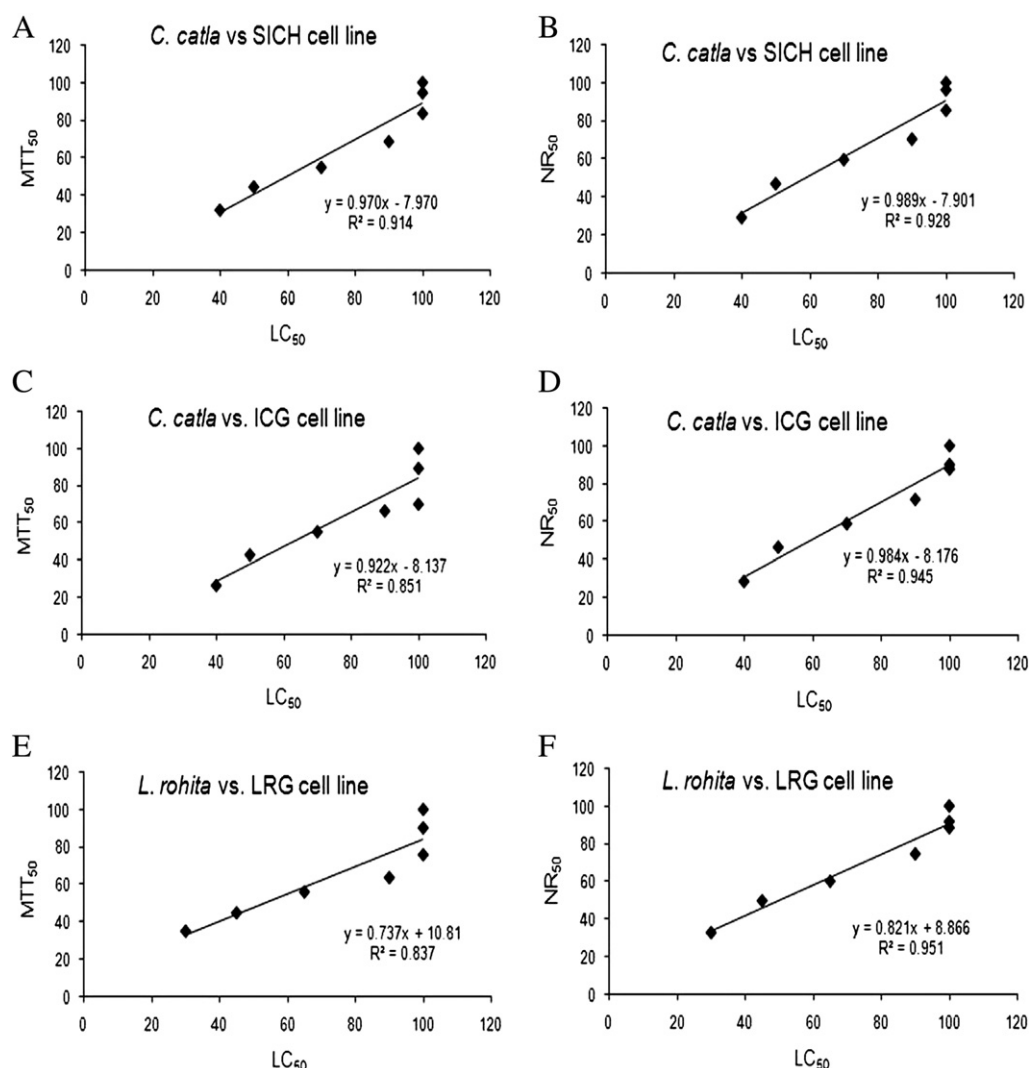 A
C. catla vs SICH cell line
120
100
80
60
40
20
0
MTT50
y = 0.970x - 7.970
R² = 0.914
0 20 40 60 80 100 120
LC50
B
C. catla vs SICH cell line
120
100
80
60
40
20
0
NR50
y = 0.989x - 7.901
R² = 0.928
0 20 40 60 80 100 120
LC50
C
C. catla vs. ICG cell line
120
100
80
60
40
20
0
MTT50
y = 0.922x - 8.137
R² = 0.851
0 20 40 60 80 100 120
LC50
D
C. catla vs. ICG cell line
120
100
80
60
40
20
0
NR50
y = 0.984x - 8.176
R² = 0.945
0 20 40 60 80 100 120
LC50
E
L. rohita vs. LRG cell line
120
100
80
60
40
20
0
MTT50
y = 0.737x + 10.81
R² = 0.837
0 20 40 60 80 100 120
LC50
F
L. rohita vs. LRG cell line
120
100
80
60
40
20
0
NR50
y = 0.821x + 8.866
R² = 0.951
0 20 40 60 80 100 120
LC50